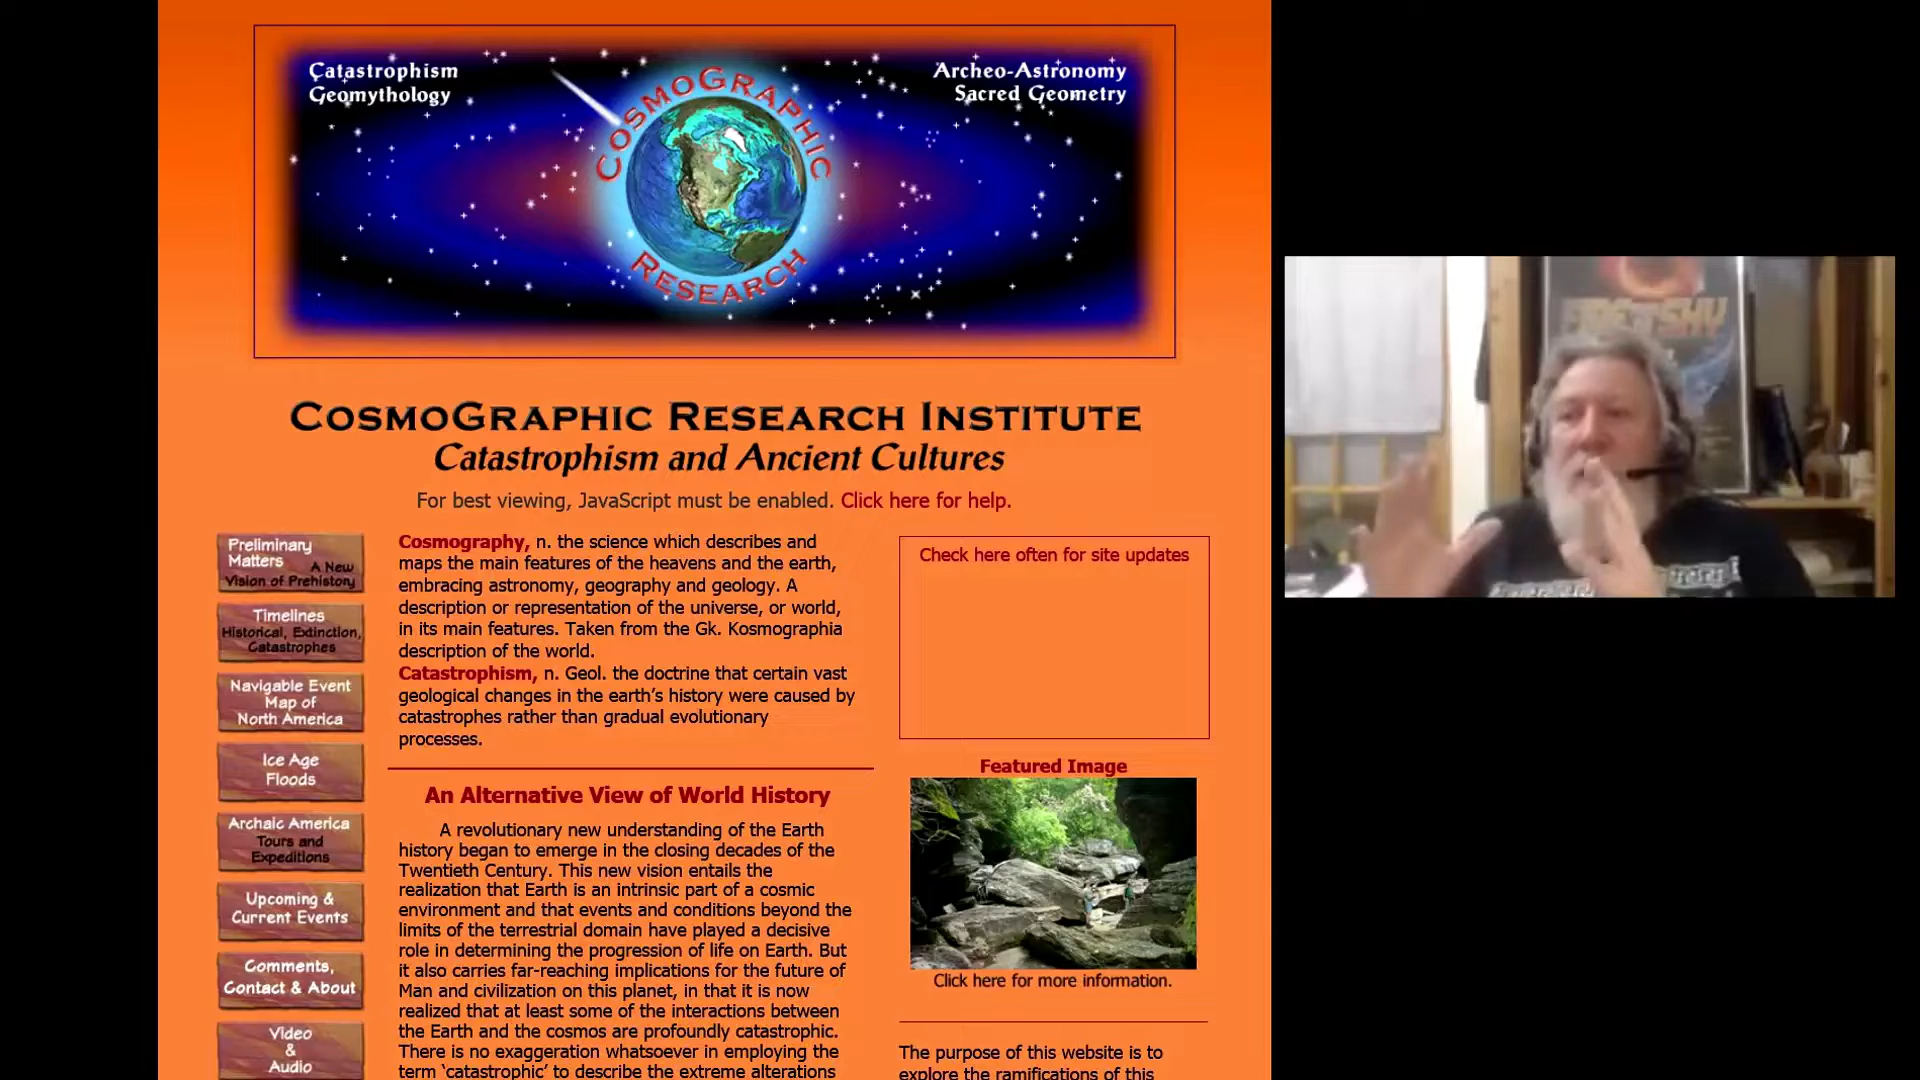 Catastrophism
Geomythology
Archeo-Astronomy
Sacred Geometry
COSMOGRAPHIC
RESEARCH
COSMOGRAPHIC RESEARCH INSTITUTE
Catastrophism and Ancient Cultures
For best viewing, JavaScript must be enabled. Click here for help.
Preliminary
Matters
A New
Vision of Prehistory
Timelines
Historical, Extinction,
Catastrophes
Navigable Event
Map of
North America
Ice Age
Floods
Archaic America
Tours and
Expeditions
Upcoming &
Current Events
Comments,
Contact & About
Video
&
Audio
Cosmography, n. the science which describes and
maps the main features of the heavens and the earth,
embracing astronomy, geography and geology. A
description or representation of the universe, or world,
in its main features. Taken from the Gk. Kosmographia
description of the world.
Catastrophism, n. Geol. the doctrine that certain vast
geological changes in the earth’s history were caused by
catastrophes rather than gradual evolutionary
processes.
An Alternative View of World History
A revolutionary new understanding of the Earth
history began to emerge in the closing decades of the
Twentieth Century. This new vision entails the
realization that Earth is an intrinsic part of a cosmic
environment and that events and conditions beyond the
limits of the terrestrial domain have played a decisive
role in determining the progression of life on Earth. But
it also carries far-reaching implications for the future of
Man and civilization on this planet, in that it is now
realized that at least some of the interactions between
the Earth and the cosmos are profoundly catastrophic.
There is no exaggeration whatsoever in employing the
term ‘catastrophic’ to describe the extreme alterations
Check here often for site updates
Featured Image
Click here for more information.
The purpose of this website is to
explore the ramifications of this